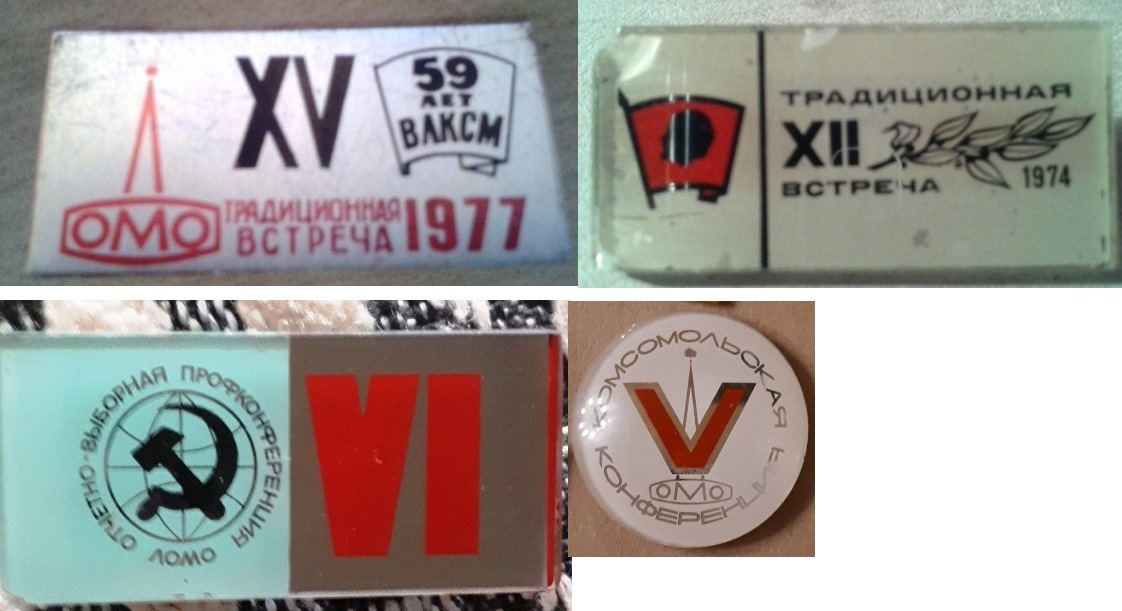 XV
59
ЛЕТ
ВЛКСМ
ОМО
ТРАДИЦИОННАЯ
ВСТРЕЧА
1977
ТРАДИЦИОННАЯ
XII
ВСТРЕЧА
1974
ОТЧЕТНО-ВЫБОРНАЯ ПРОФКОНФЕРЕНЦИЯ ОМОЛ
VI
КОМСОМОЛЬСКАЯ
V
ОМО
КОНФЕРЕНЦИЯ